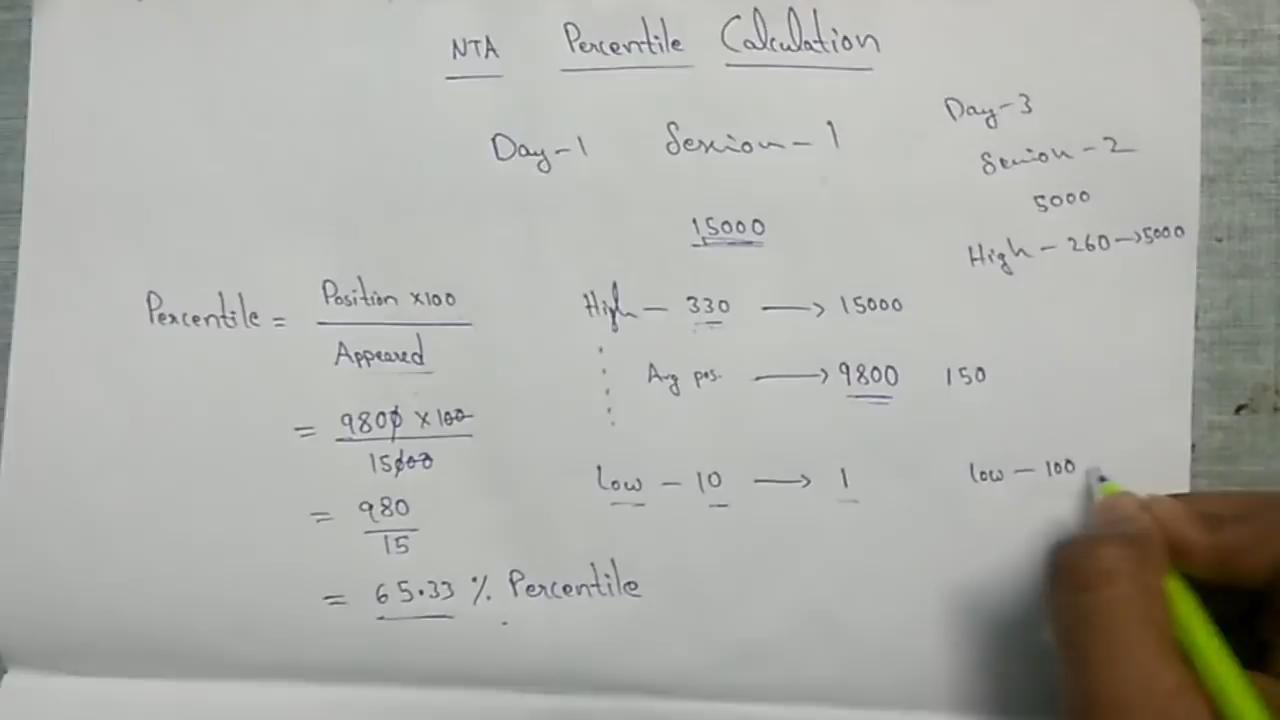 NTA Percentile Calculation
Day-1 Session-1
15000
Percentile = Position ×100 / Appeared
= 9800 × 100 / 15000
= 980 / 15
= 65.33 % Percentile
High - 330 → 15000
Avg pos. → 9800 150
Low - 10 → 1
Day-3
Session-2
5000
High - 260 → 5000
Low - 100